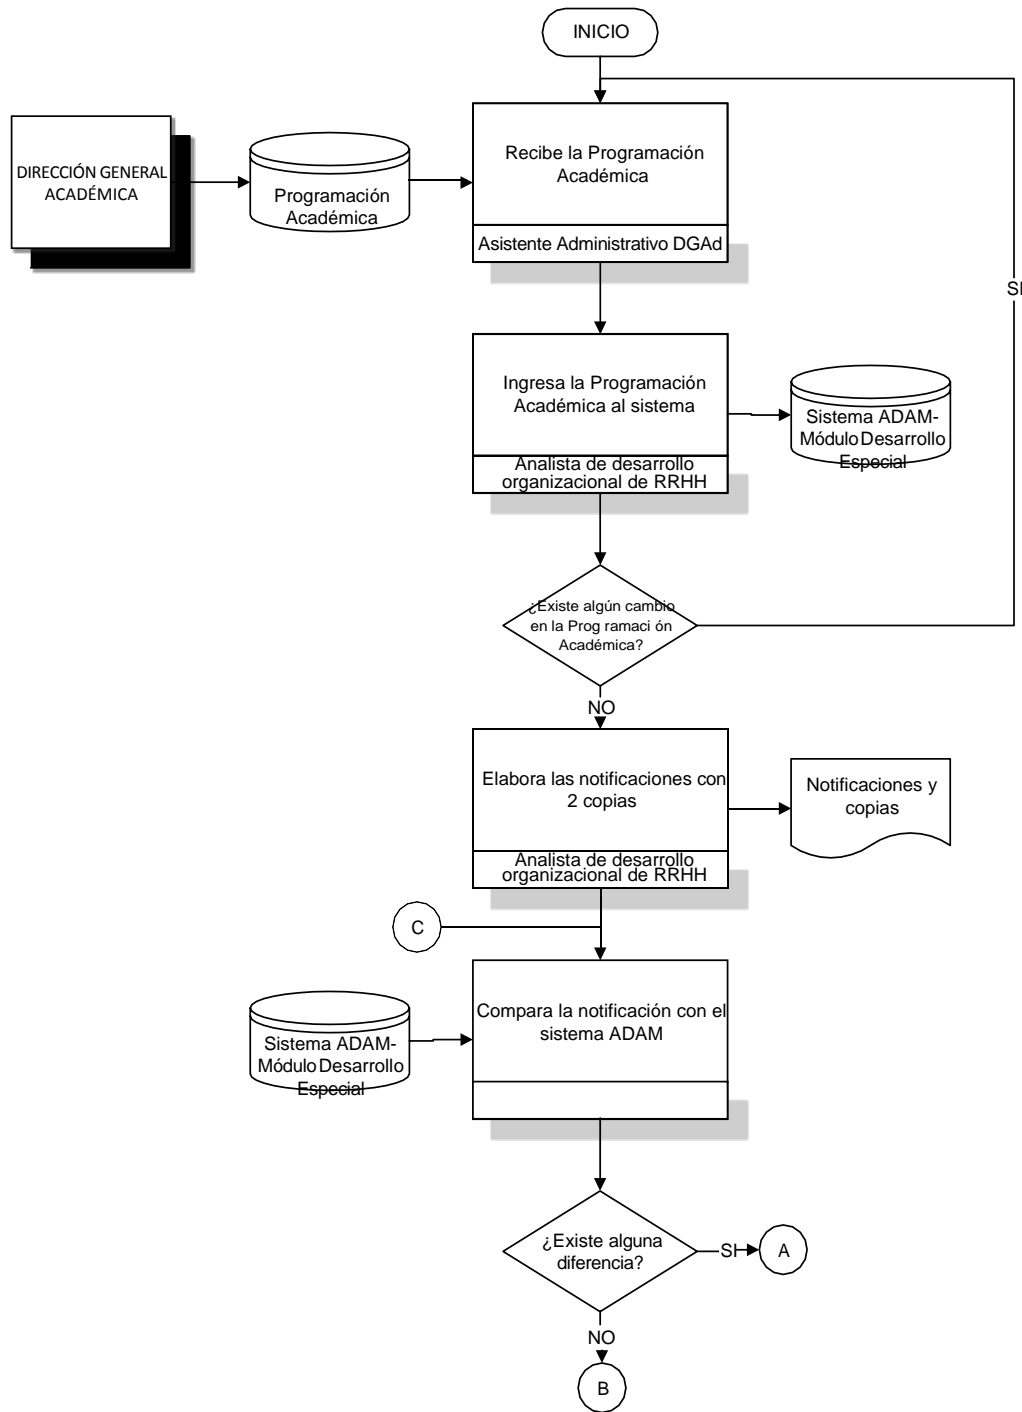 INICIO
DIRECCIÓN GENERAL
ACADÉMICA
Programación
Académica
Recibe la Programación
Académica
Asistente Administrativo DGAd
SI
Ingresa la Programación
Académica al sistema
Analista de desarrollo
organizacional de RRHH
Sistema ADAM-
Módulo Desarrollo
Especial
¿Existe algún cambio
en la Prog ramaci ón
Académica?
NO
Elabora las notificaciones con
2 copias
Analista de desarrollo
organizacional de RRHH
Notificaciones y
copias
C
Compara la notificación con el
sistema ADAM
Sistema ADAM-
Módulo Desarrollo
Especial
¿Existe alguna
diferencia?
SI
A
NO
B